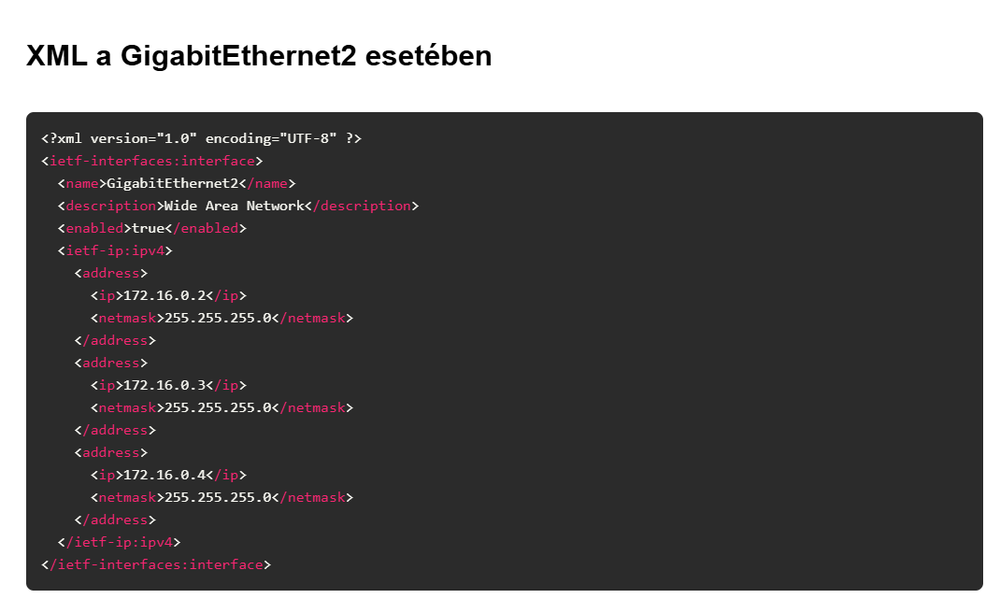 XML a GigabitEthernet2 esetében
<?xml version="1.0" encoding="UTF-8" ?>
<ietf-interfaces:interface>
  <name>GigabitEthernet2</name>
  <description>Wide Area Network</description>
  <enabled>true</enabled>
  <ietf-ip:ipv4>
    <address>
      <ip>172.16.0.2</ip>
      <netmask>255.255.255.0</netmask>
    </address>
    <address>
      <ip>172.16.0.3</ip>
      <netmask>255.255.255.0</netmask>
    </address>
    <address>
      <ip>172.16.0.4</ip>
      <netmask>255.255.255.0</netmask>
    </address>
  </ietf-ip:ipv4>
</ietf-interfaces:interface>